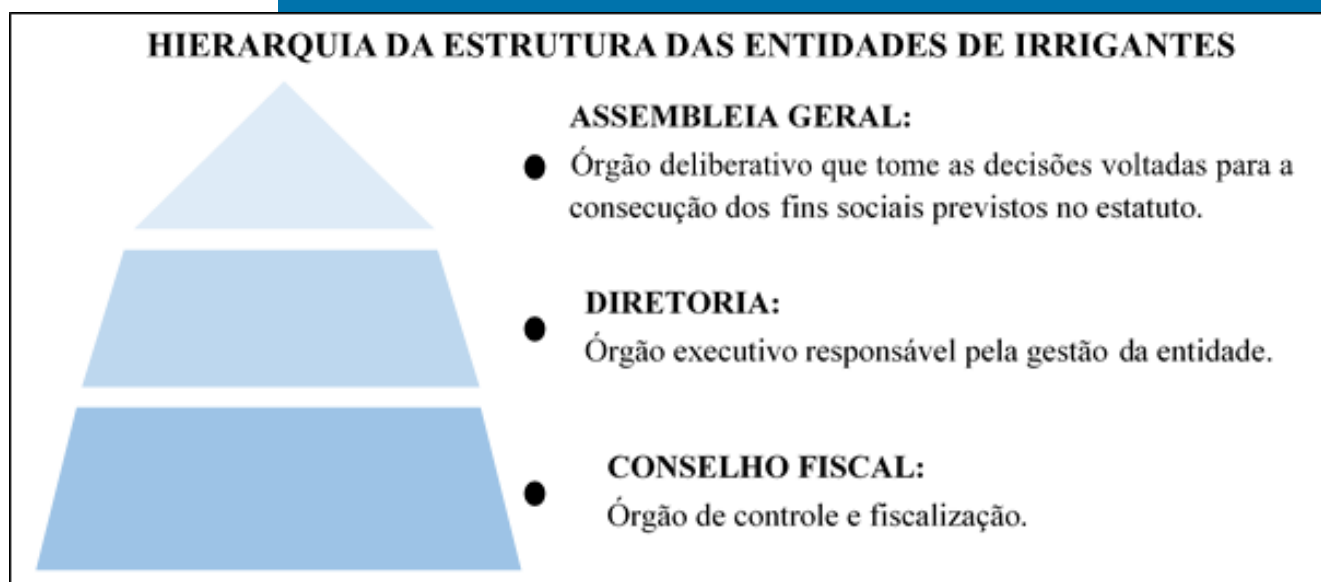 HIERARQUIA DA ESTRUTURA DAS ENTIDADES DE IRRIGANTES
ASSEMBLEIA GERAL:
Órgão deliberativo que tome as decisões voltadas para a
consecução dos fins sociais previstos no estatuto.
DIRETORIA:
Órgão executivo responsável pela gestão da entidade.
CONSELHO FISCAL:
Órgão de controle e fiscalização.